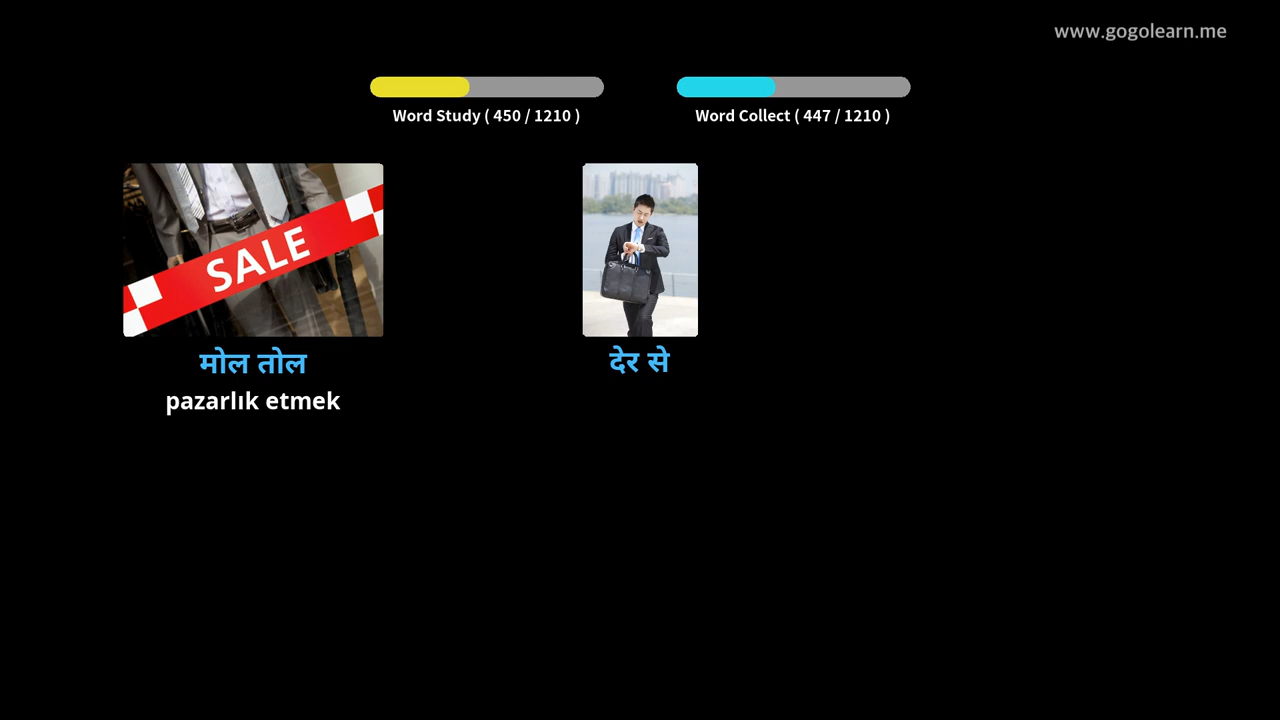 www.gogolearn.me
Word Study ( 450 / 1210 )
Word Collect ( 447 / 1210 )
SALE
मोल तोल
pazarlık etmek
देर से